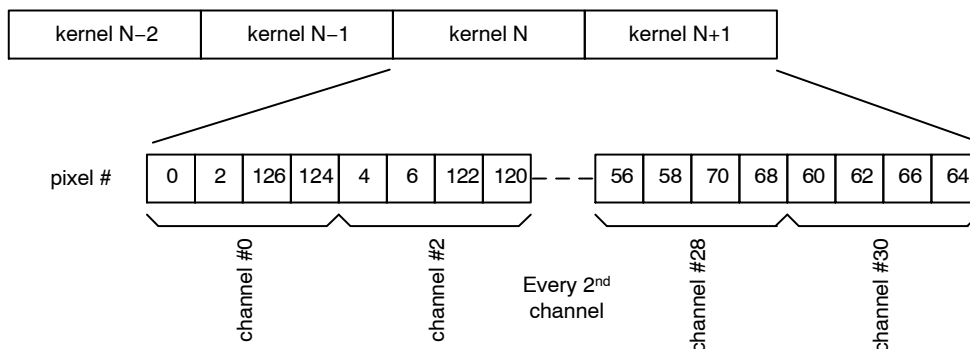 kernel N−2 kernel N−1 kernel N kernel N+1
pixel # 0 2 126 124 4 6 122 120 56 58 70 68 60 62 66 64
channel #0 channel #2 channel #28 channel #30
Every 2nd
channel